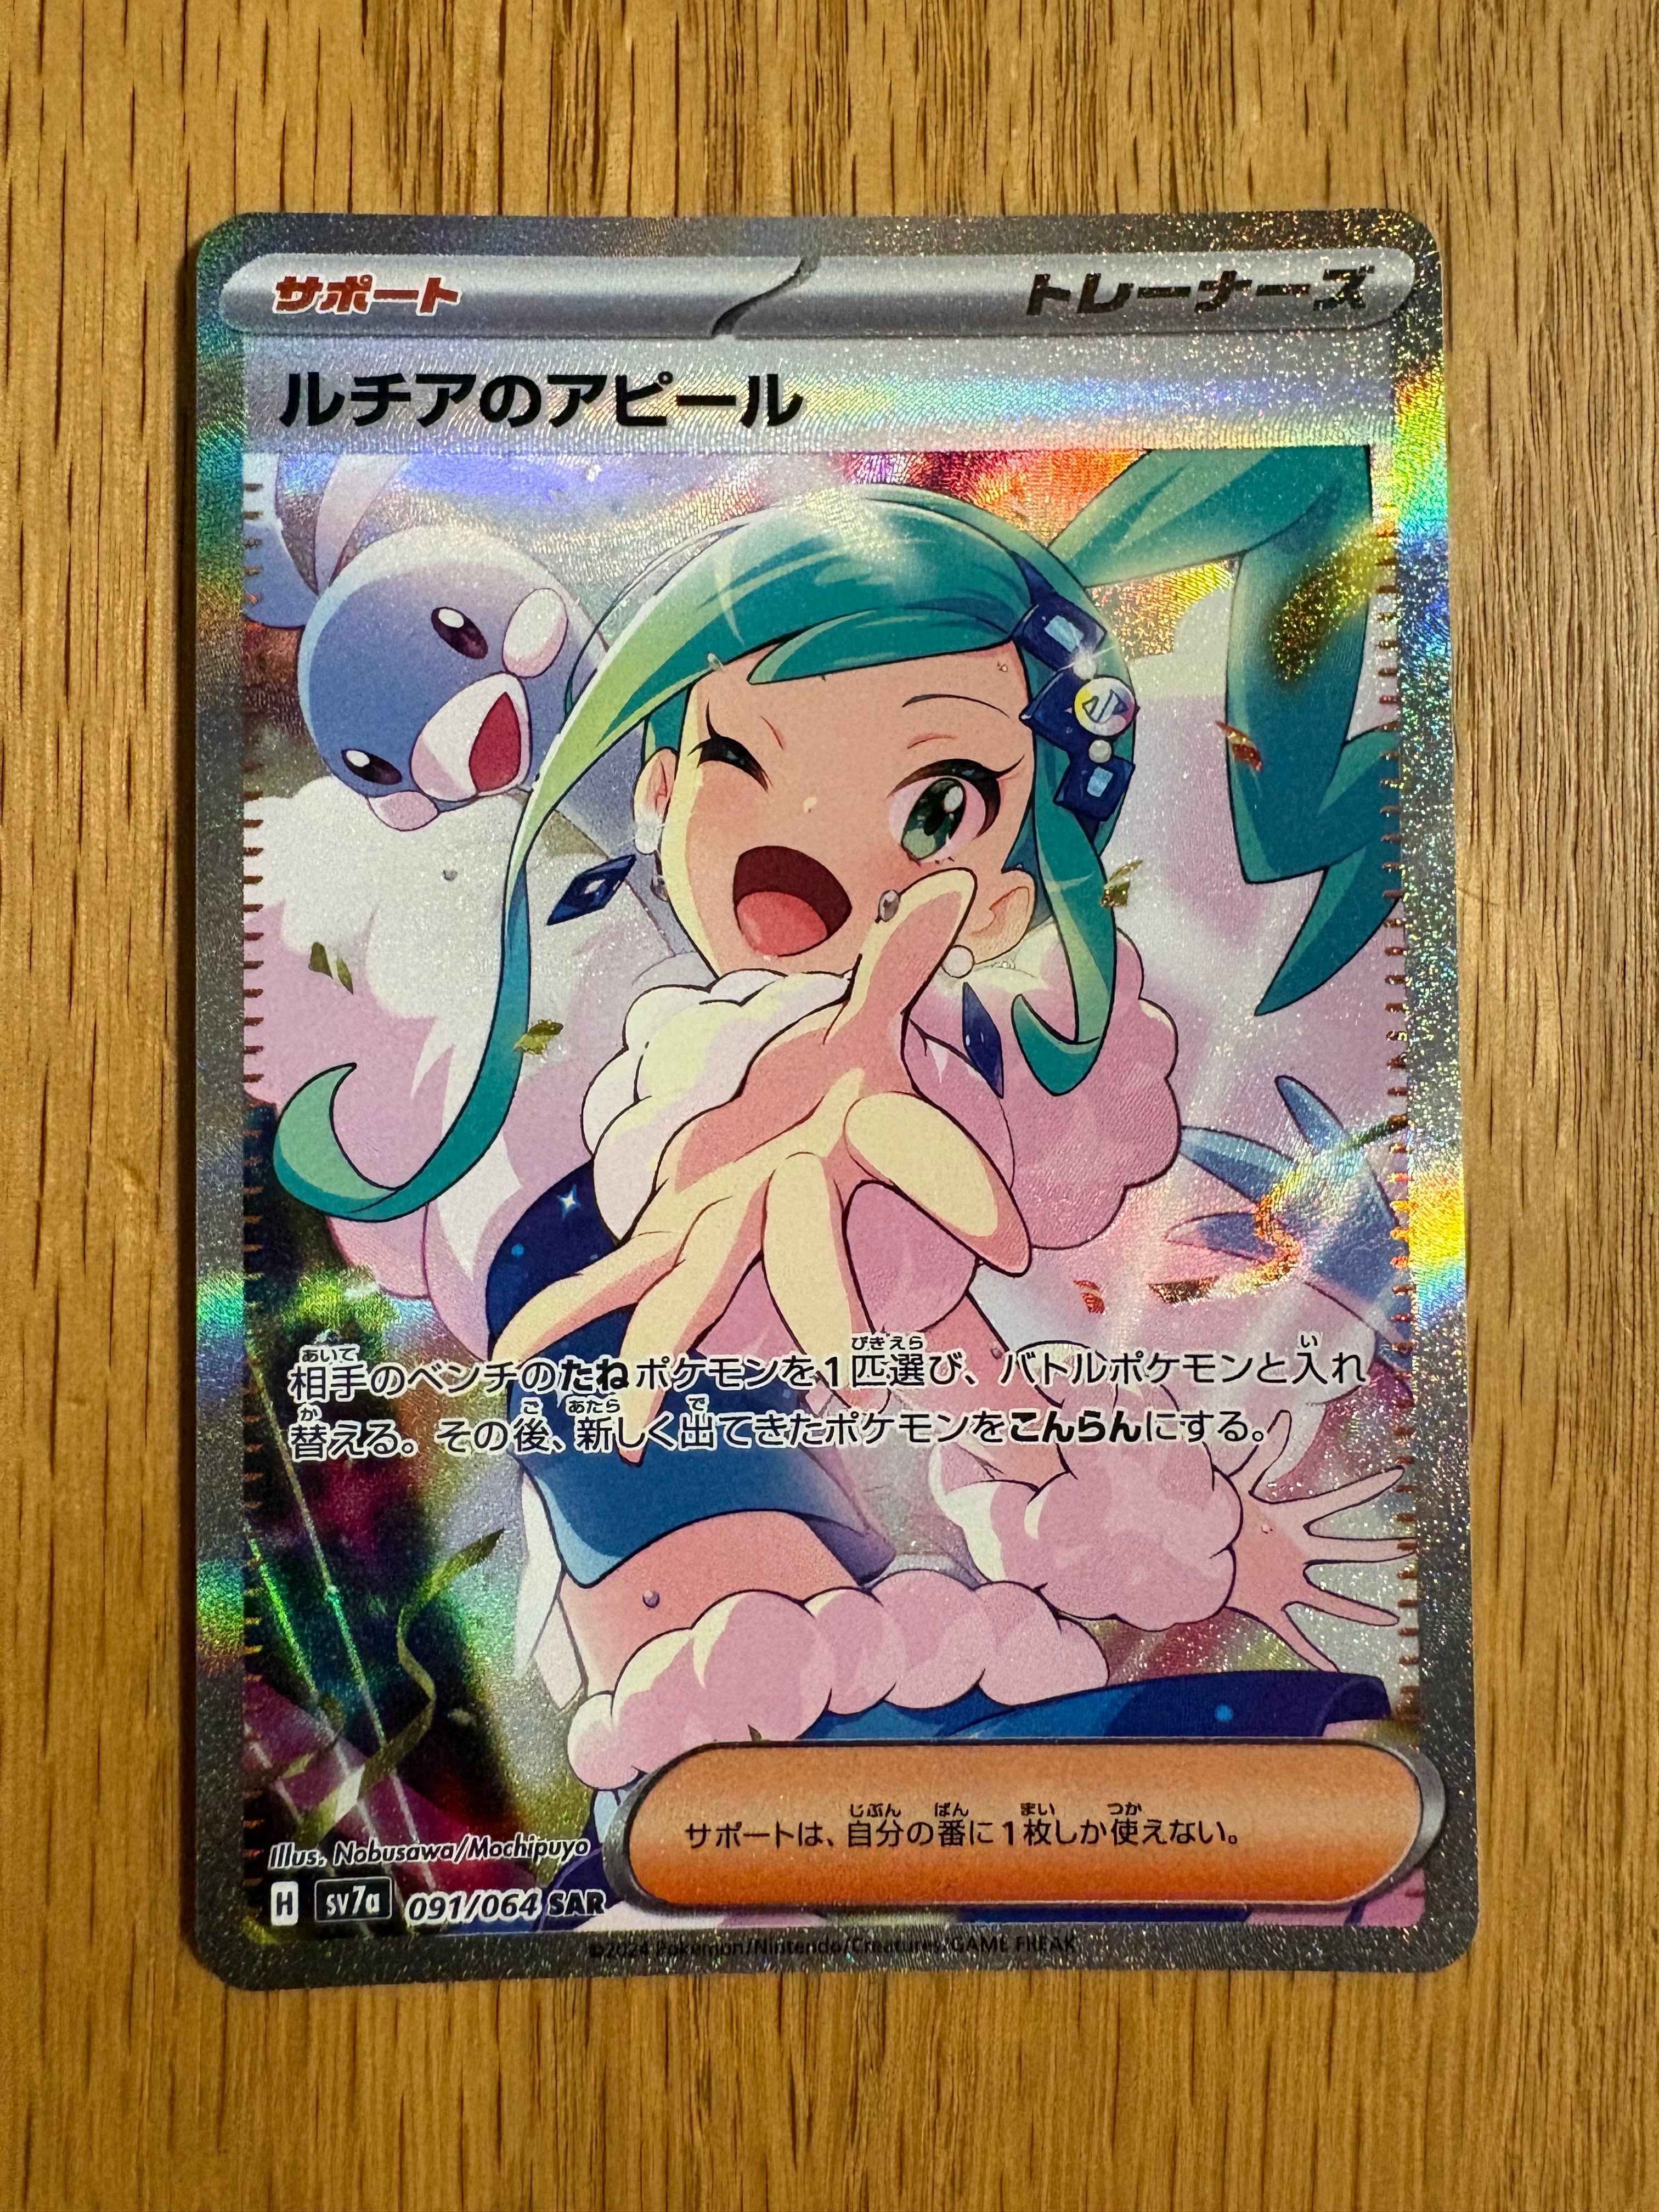 サポート
トレーナーズ
ルチアのアピール
相手のベンチのたねポケモンを1匹選び、バトルポケモンと入れ
替える。その後、新しく出てきたポケモンをこんらんにする。
サポートは、自分の番に1枚しか使えない。
Illus. Nobusawa/Mochipuyo
H sv7a 091/064 SAR
©2024 Pokémon/Nintendo/Creatures/GAME FREAK